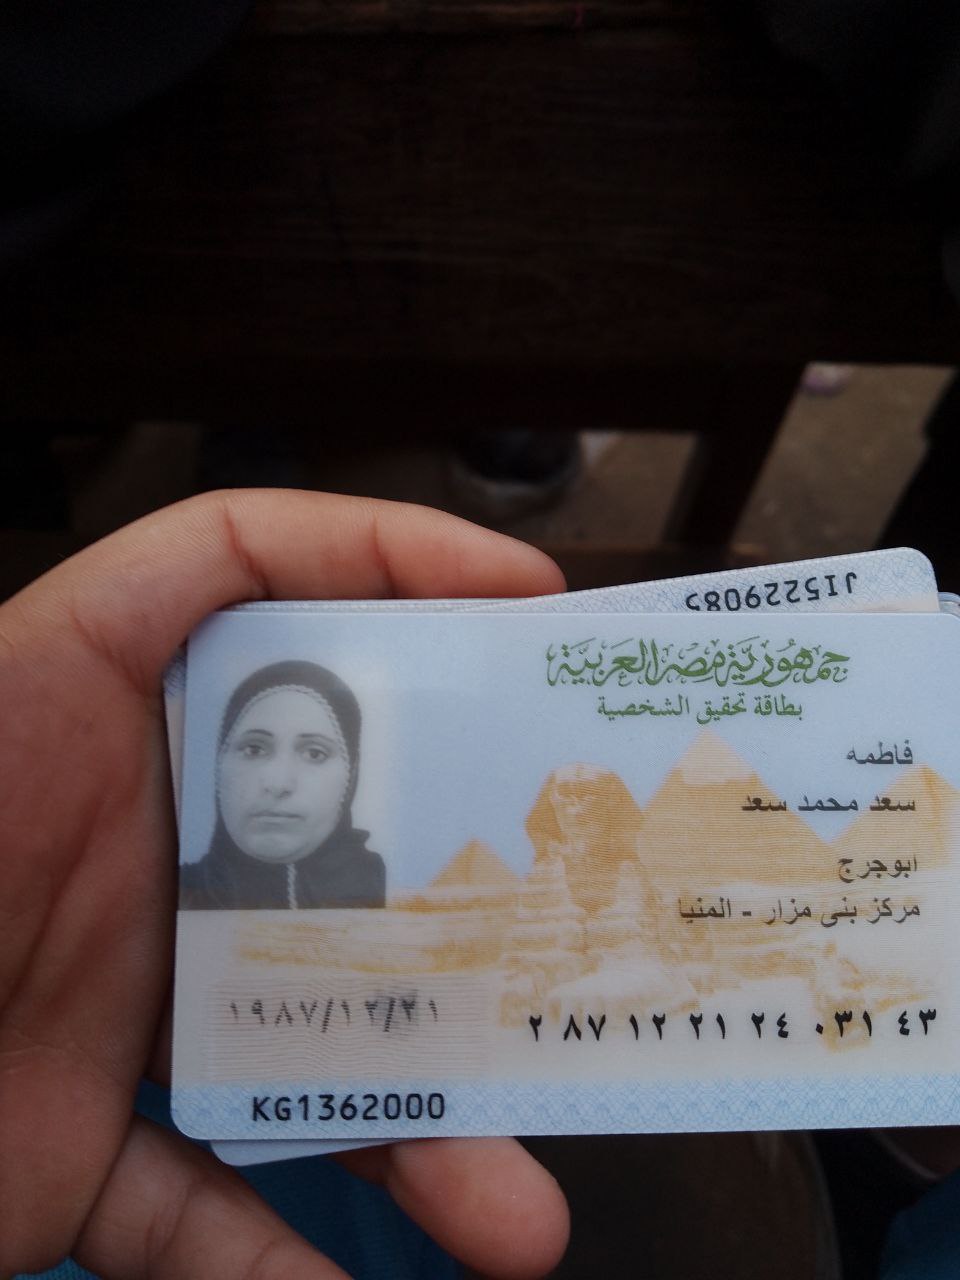 JI5229085
جمهورية مصر العربية
بطاقة تحقيق الشخصية
فاطمه
سعد محمد سعد
ابوجرج
مركز بنى مزار - المنيا
١٩٨٧/١٢/٢١
٢ ٨٧ ١٢ ٢١ ٢٤ ٠٣١ ٤٣
KG1362000